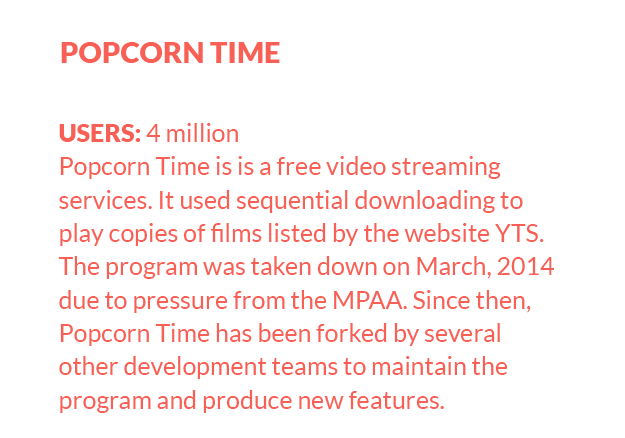 POPCORN TIME
USERS: 4 million
Popcorn Time is is a free video streaming
services. It used sequential downloading to
play copies of films listed by the website YTS.
The program was taken down on March, 2014
due to pressure from the MPAA. Since then,
Popcorn Time has been forked by several
other development teams to maintain the
program and produce new features.